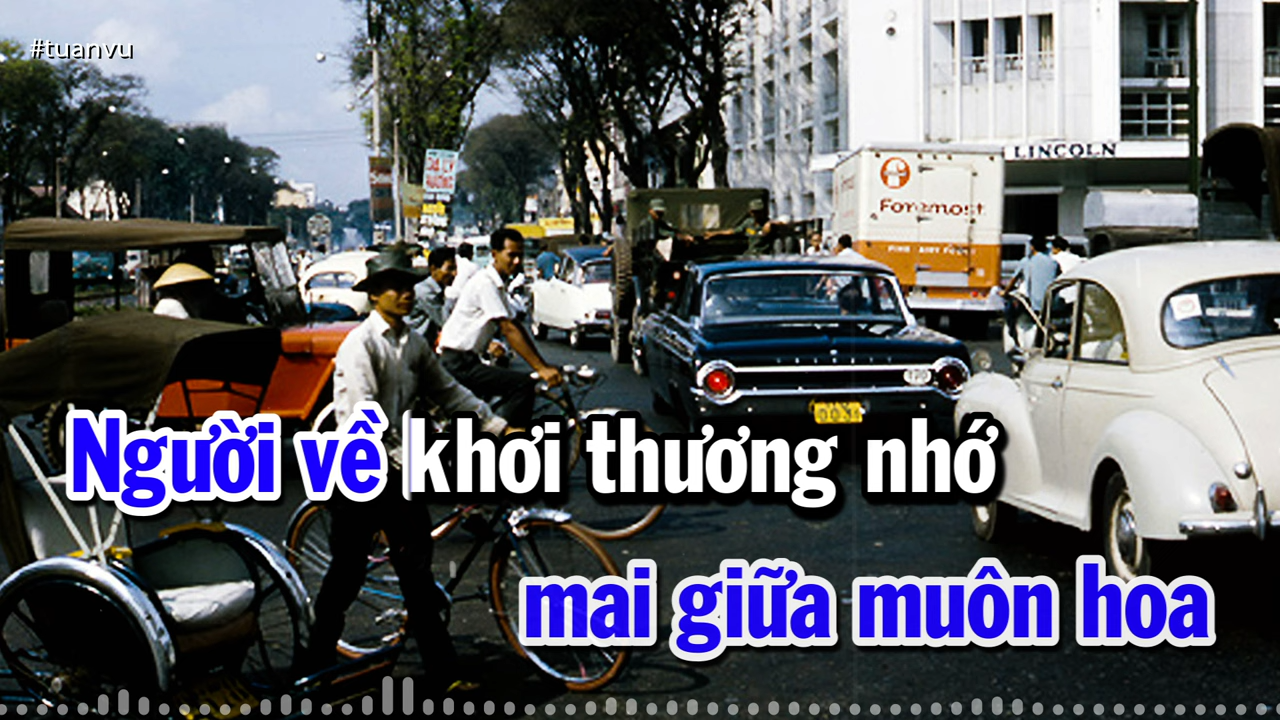 #tuanvu
LINCOLN
Foremost
Người về khơi thương nhớ
mai giữa muôn hoa